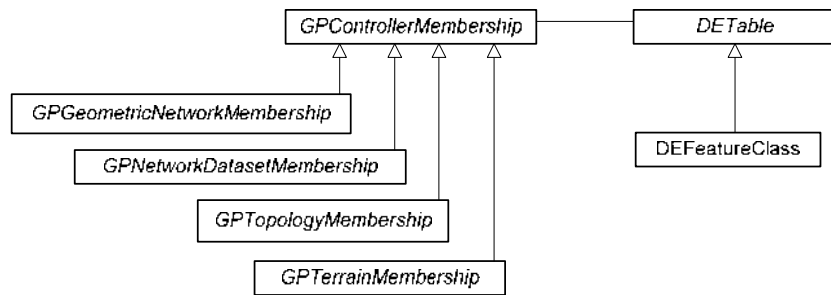 GPControllerMembership
DETable
GPGeometricNetworkMembership
DEFeatureClass
GPNetworkDatasetMembership
GPTopologyMembership
GPTerrainMembership